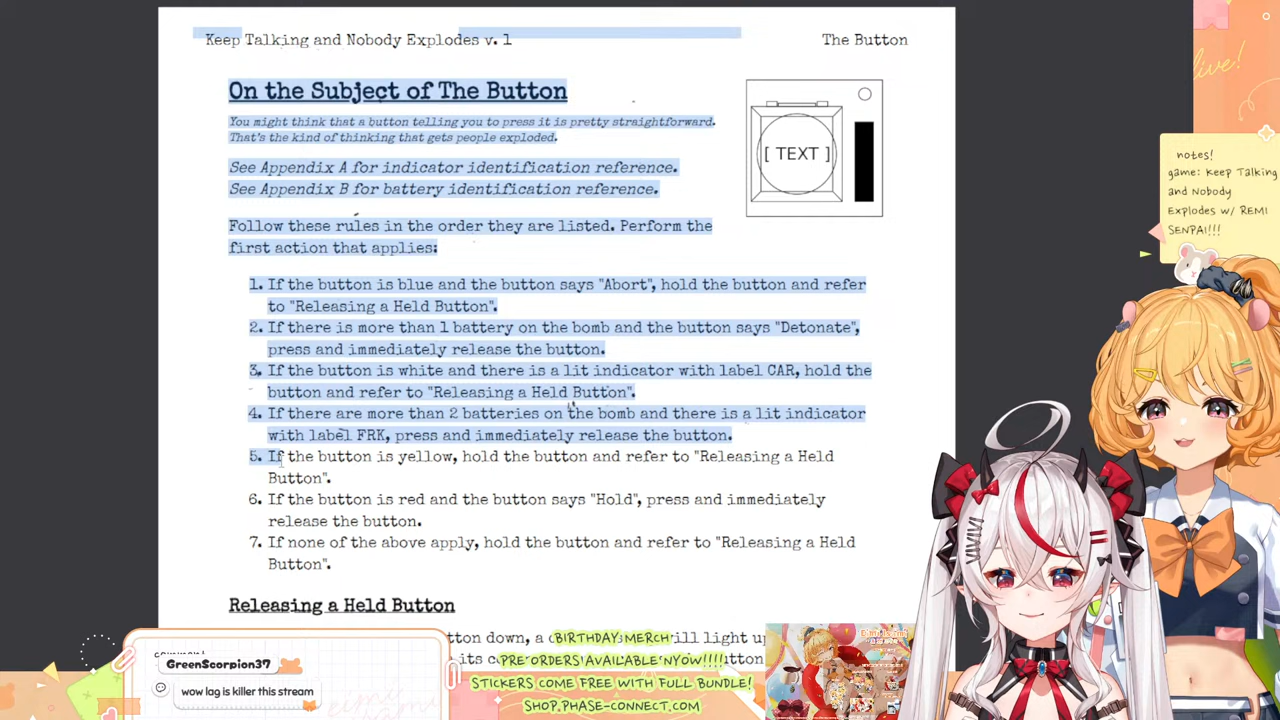 Keep Talking and Nobody Explodes v. 1
The Button
On the Subject of The Button
You might think that a button telling you to press it is pretty straightforward.
That's the kind of thinking that gets people exploded.
See Appendix A for indicator identification reference.
See Appendix B for battery identification reference.
Follow these rules in the order they are listed. Perform the
first action that applies:
[ TEXT ]
1. If the button is blue and the button says "Abort", hold the button and refer
to "Releasing a Held Button".
2. If there is more than 1 battery on the bomb and the button says "Detonate",
press and immediately release the button.
3. If the button is white and there is a lit indicator with label CAR, hold the
button and refer to "Releasing a Held Button".
4. If there are more than 2 batteries on the bomb and there is a lit indicator
with label FRK, press and immediately release the button.
5. If the button is yellow, hold the button and refer to "Releasing a Held
Button".
6. If the button is red and the button says "Hold", press and immediately
release the button.
7. If none of the above apply, hold the button and refer to "Releasing a Held
Button".
Releasing a Held Button
down, a
ill light up
live!
notes!
game: Keep Talking
and Nobody
Explodes w/ REMI
SENPAI!!!
GreenScorpion37
wow lag is killer this stream
BIRTHDAY MERCH
PRE ORDERS AVAILABLE NYOW!!!!
STICKERS COME FREE WITH FULL BUNDLE!
SHOP.PHASE-CONNECT.COM